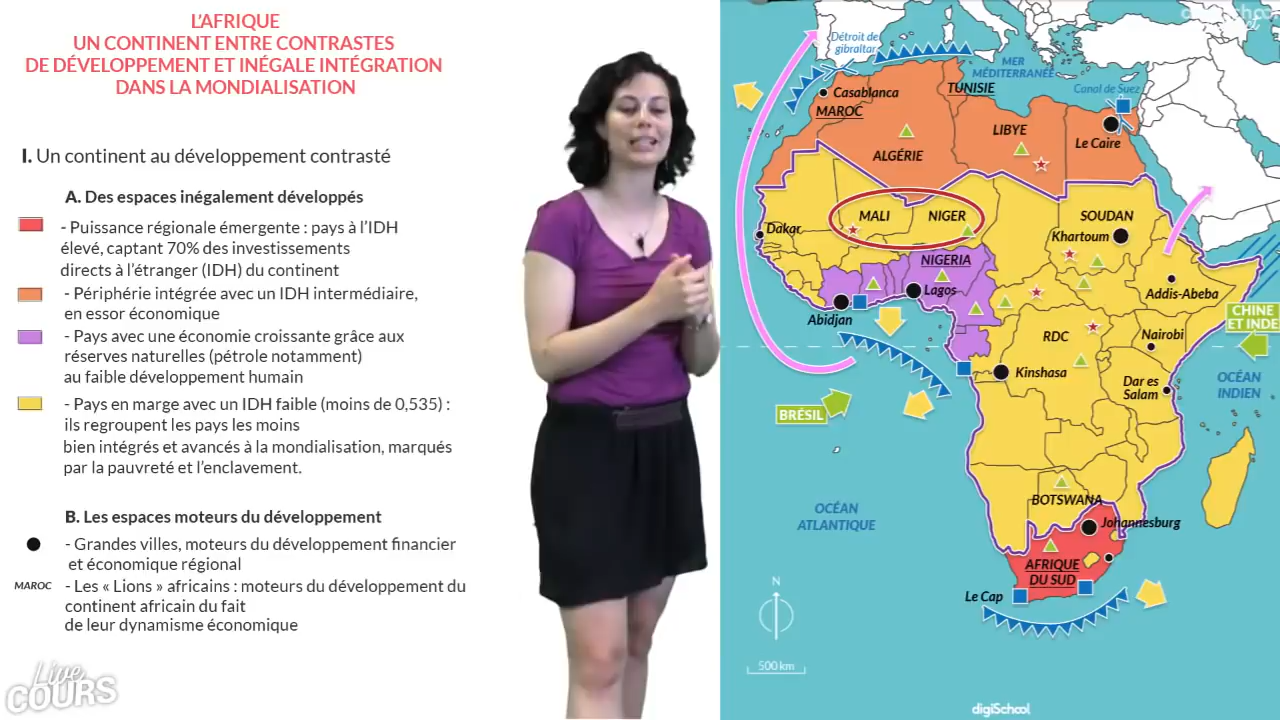 L'AFRIQUE
UN CONTINENT ENTRE CONTRASTES
DE DÉVELOPPEMENT ET INÉGALE INTÉGRATION
DANS LA MONDIALISATION
I. Un continent au développement contrasté
A. Des espaces inégalement développés
- Puissance régionale émergente : pays à l'IDH
élevé, captant 70% des investissements
directs à l'étranger (IDH) du continent
- Périphérie intégrée avec un IDH intermédiaire,
en essor économique
- Pays avec une économie croissante grâce aux
réserves naturelles (pétrole notamment)
au faible développement humain
- Pays en marge avec un IDH faible (moins de 0,535) :
ils regroupent les pays les moins
bien intégrés et avancés à la mondialisation, marqués
par la pauvreté et l'enclavement.
B. Les espaces moteurs du développement
- Grandes villes, moteurs du développement financier
et économique régional
MAROC - Les « Lions » africains : moteurs du développement du
continent africain du fait
de leur dynamisme économique
Live
COURS
digiSchool
Détroit de
gibraltar
MER
MÉDITERRANÉE
Canal de Suez
Casablanca
MAROC
TUNISIE
ALGÉRIE
LIBYE
Le Caire
MALI
NIGER
SOUDAN
Dakar
Khartoum
NIGERIA
Lagos
Addis-Abeba
Abidjan
CHINE
ET INDE
RDC
Nairobi
Kinshasa
Dar es
Salam
OCÉAN
INDIEN
BRÉSIL
OCÉAN
ATLANTIQUE
BOTSWANA
Johannesburg
AFRIQUE
DU SUD
Le Cap
N
500 km
digiSchool